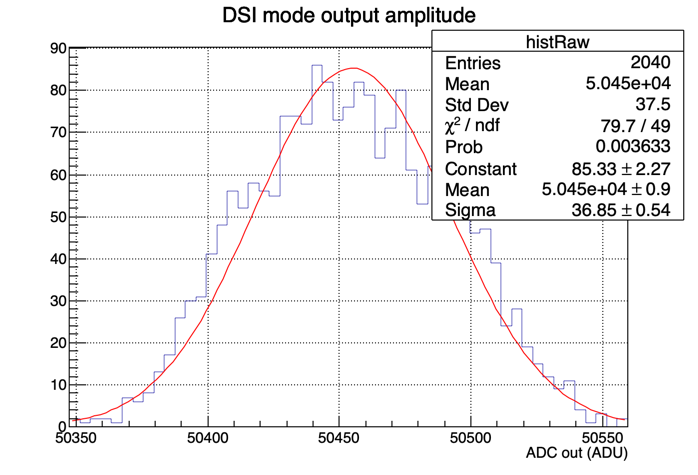 DSI mode output amplitude
histRaw
Entries 2040
Mean 5.045e+04
Std Dev 37.5
χ² / ndf 79.7 / 49
Prob 0.003633
Constant 85.33 ± 2.27
Mean 5.045e+04 ± 0.9
Sigma 36.85 ± 0.54
90
80
70
60
50
40
30
20
10
0
50350 50400 50450 50500 50550
ADC out (ADU)